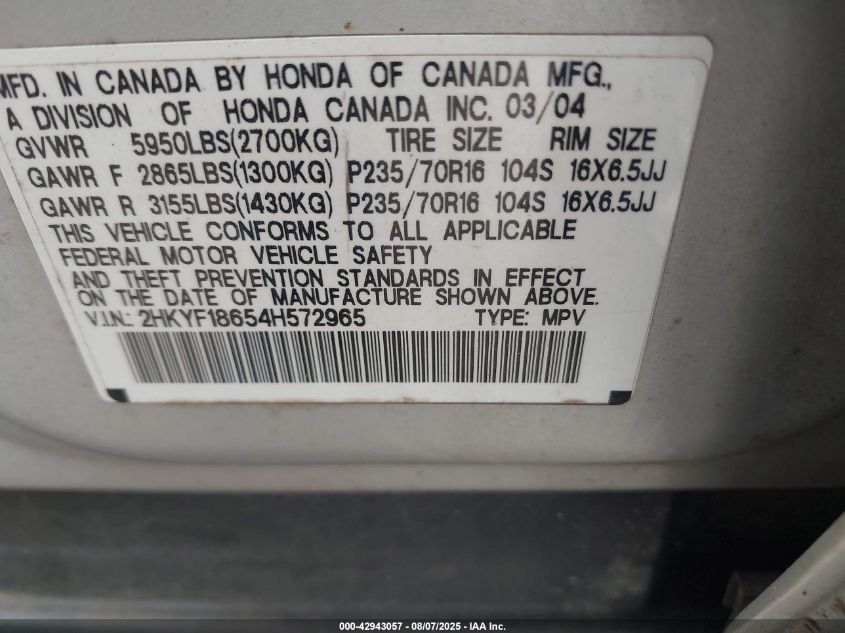 MFD. IN CANADA BY HONDA OF CANADA MFG.,
A DIVISION OF HONDA CANADA INC. 03/04
GVWR 5950LBS(2700KG) TIRE SIZE RIM SIZE
GAWR F 2865LBS(1300KG) P235/70R16 104S 16X6.5JJ
GAWR R 3155LBS(1430KG) P235/70R16 104S 16X6.5JJ
THIS VEHICLE CONFORMS TO ALL APPLICABLE
FEDERAL MOTOR VEHICLE SAFETY
AND THEFT PREVENTION STANDARDS IN EFFECT
ON THE DATE OF MANUFACTURE SHOWN ABOVE.
V.I.N.: 2HKYF18654H572965 TYPE: MPV
000-42943057 - 08/07/2025 - IAA Inc.